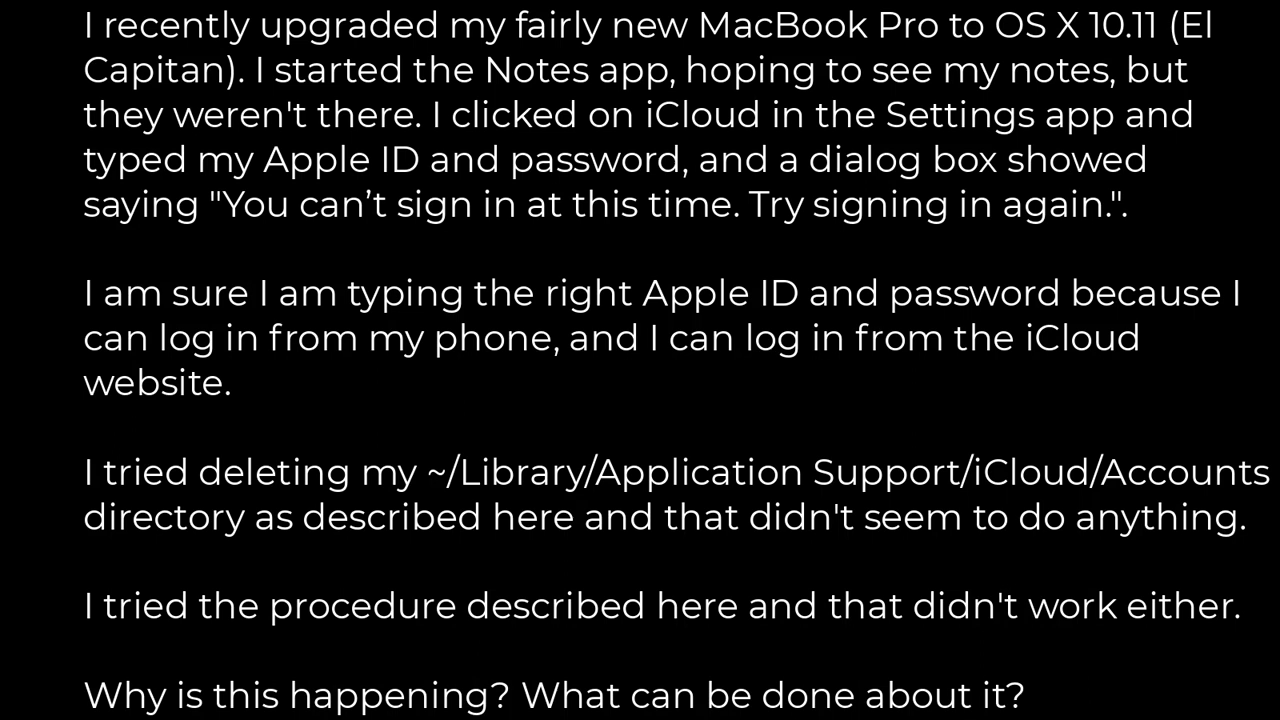 I recently upgraded my fairly new MacBook Pro to OS X 10.11 (El
Capitan). I started the Notes app, hoping to see my notes, but
they weren't there. I clicked on iCloud in the Settings app and
typed my Apple ID and password, and a dialog box showed
saying "You can’t sign in at this time. Try signing in again.".
I am sure I am typing the right Apple ID and password because I
can log in from my phone, and I can log in from the iCloud
website.
I tried deleting my ~/Library/Application Support/iCloud/Accounts
directory as described here and that didn't seem to do anything.
I tried the procedure described here and that didn't work either.
Why is this happening? What can be done about it?